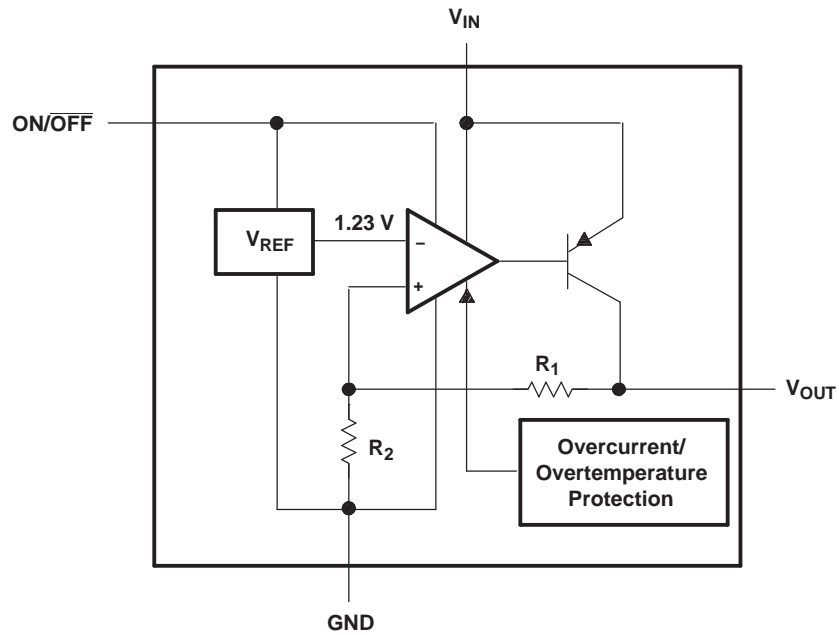 VIN
ON/OFF
1.23 V
VREF
−
+
R1
VOUT
R2
Overcurrent/
Overtemperature
Protection
GND